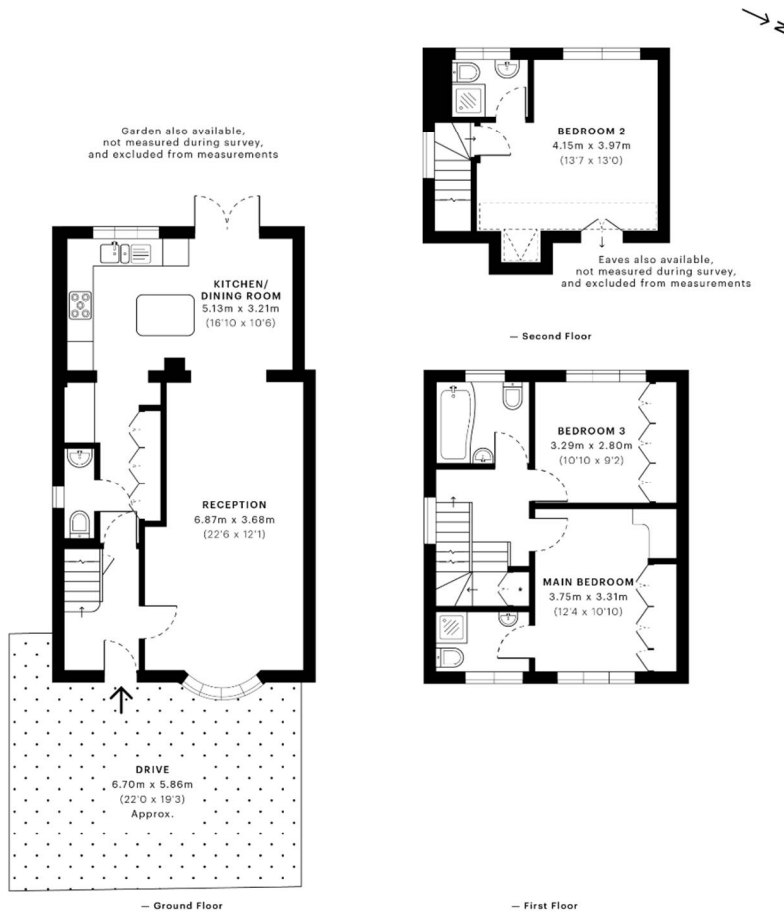 N
Garden also available,
not measured during survey,
and excluded from measurements
KITCHEN/
DINING ROOM
5.13m x 3.21m
(16'10 x 10'6)
RECEPTION
6.87m x 3.68m
(22'6 x 12'1)
DRIVE
6.70m x 5.86m
(22'0 x 19'3)
Approx.
— Ground Floor
BEDROOM 2
4.15m x 3.97m
(13'7 x 13'0)
Eaves also available,
not measured during survey,
and excluded from measurements
— Second Floor
BEDROOM 3
3.29m x 2.80m
(10'10 x 9'2)
MAIN BEDROOM
3.75m x 3.31m
(12'4 x 10'10)
— First Floor